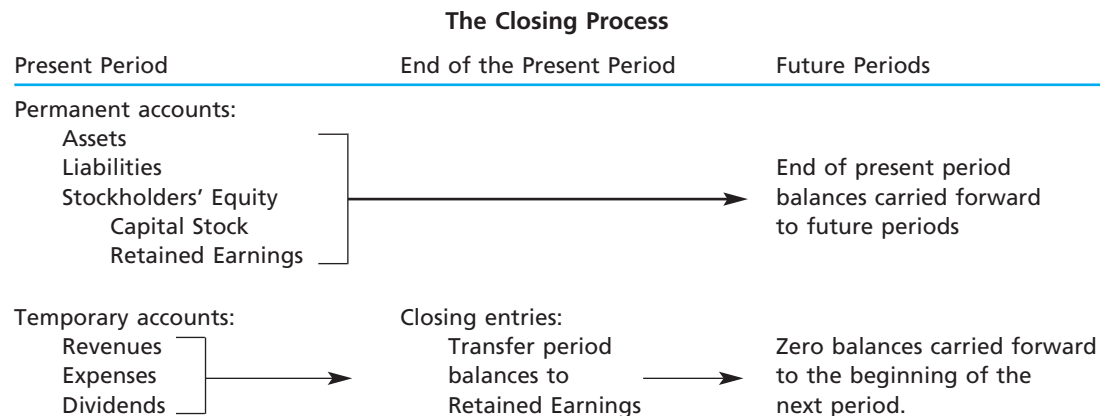 The Closing Process
Present Period End of the Present Period Future Periods
Permanent accounts:
Assets
Liabilities
Stockholders' Equity
Capital Stock
Retained Earnings
End of present period
balances carried forward
to future periods
Temporary accounts:
Revenues
Expenses
Dividends
Closing entries:
Transfer period
balances to
Retained Earnings
Zero balances carried forward
to the beginning of the
next period.